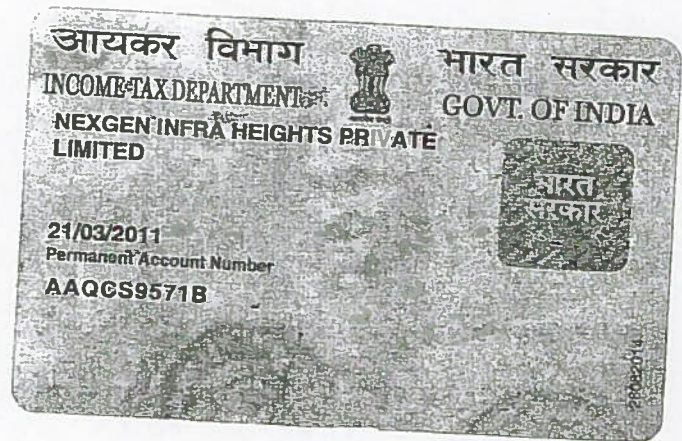 आयकर विभाग
भारत सरकार
INCOME TAX DEPARTMENT
GOVT. OF INDIA
NEXGEN INFRA HEIGHTS PRIVATE
LIMITED
भारत
सरकार
21/03/2011
Permanent Account Number
AAQCS9571B
28082014